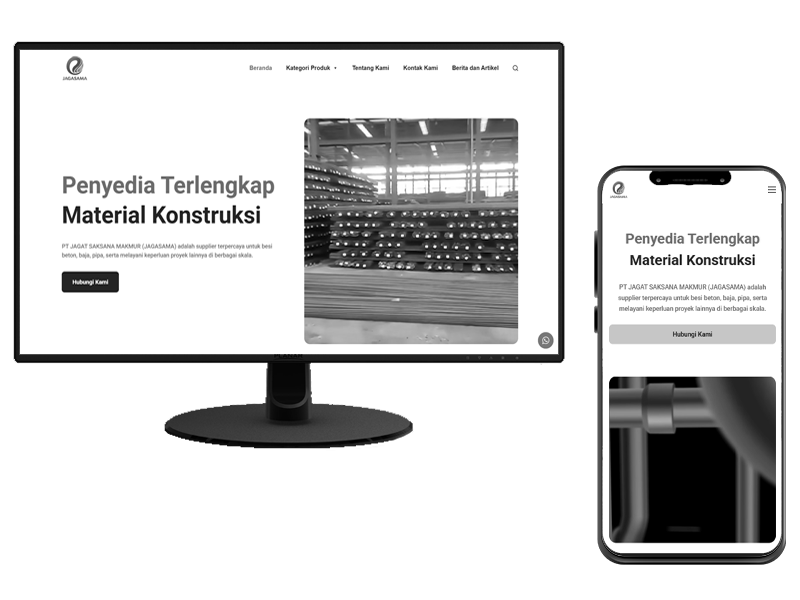 JAGASAMA
Beranda Kategori Produk Tentang Kami Kontak Kami Berita dan Artikel
Penyedia Terlengkap
Material Konstruksi
PT JAGAT SAKSANA MAKMUR (JAGASAMA) adalah supplier terpercaya untuk besi
beton, baja, pipa, serta melayani keperluan proyek lainnya di berbagai skala.
Hubungi Kami
JAGASAMA
Penyedia Terlengkap
Material Konstruksi
PT JAGAT SAKSANA MAKMUR (JAGASAMA) adalah
supplier terpercaya untuk besi beton, baja, pipa, serta
melayani keperluan proyek lainnya di berbagai skala.
Hubungi Kami